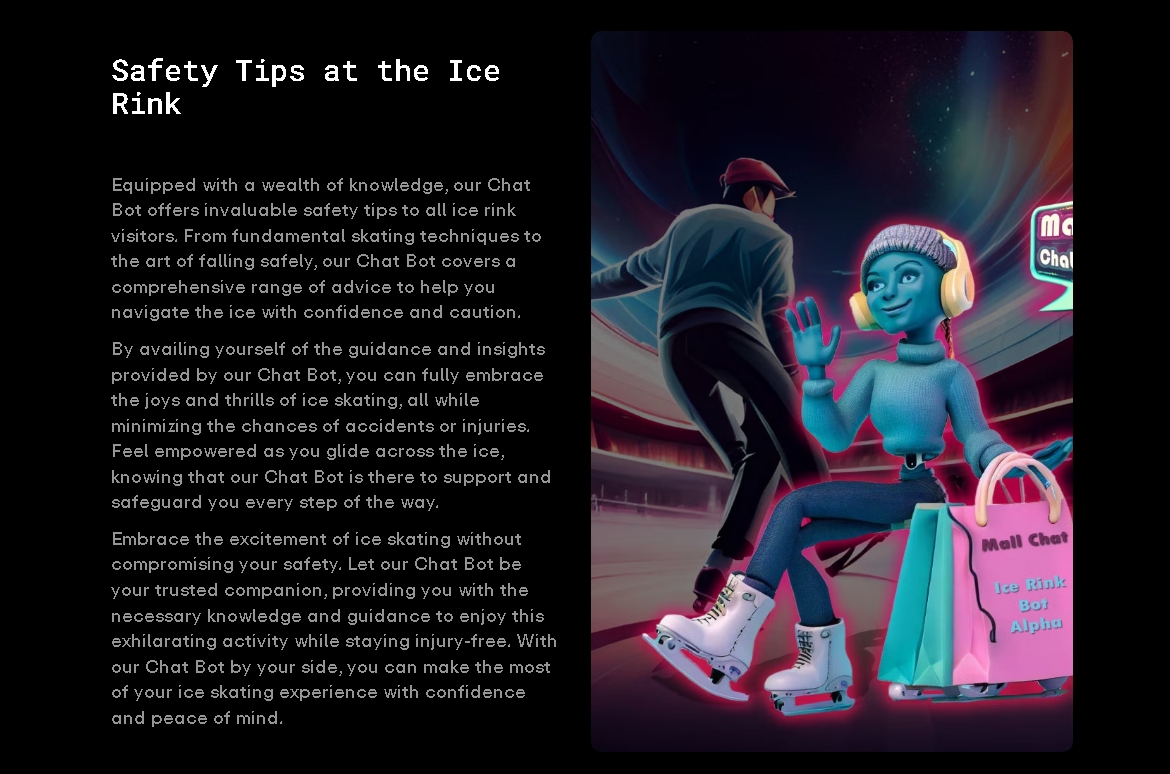 Safety Tips at the Ice
Rink
Equipped with a wealth of knowledge, our Chat
Bot offers invaluable safety tips to all ice rink
visitors. From fundamental skating techniques to
the art of falling safely, our Chat Bot covers a
comprehensive range of advice to help you
navigate the ice with confidence and caution.
By availing yourself of the guidance and insights
provided by our Chat Bot, you can fully embrace
the joys and thrills of ice skating, all while
minimizing the chances of accidents or injuries.
Feel empowered as you glide across the ice,
knowing that our Chat Bot is there to support and
safeguard you every step of the way.
Embrace the excitement of ice skating without
compromising your safety. Let our Chat Bot be
your trusted companion, providing you with the
necessary knowledge and guidance to enjoy this
exhilarating activity while staying injury-free. With
our Chat Bot by your side, you can make the most
of your ice skating experience with confidence
and peace of mind.
Mall Chat
Ice Rink
Bot
Alpha